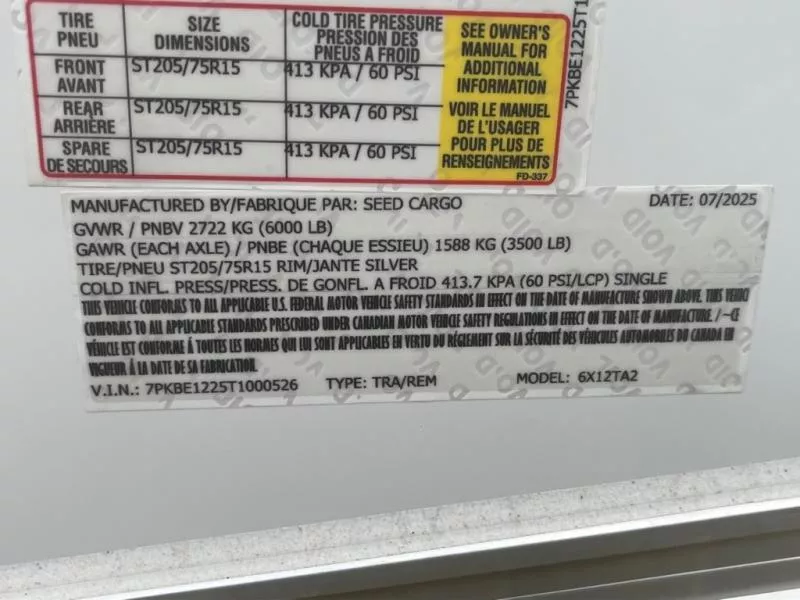 TIRE PNEU SIZE DIMENSIONS COLD TIRE PRESSURE PRESSION DES PNEUS A FROID
FRONT AVANT ST205/75R15 413 KPA / 60 PSI
REAR ARRIÈRE ST205/75R15 413 KPA / 60 PSI
SPARE DE SECOURS ST205/75R15 413 KPA / 60 PSI
SEE OWNER'S
MANUAL FOR
ADDITIONAL
INFORMATION
VOIR LE MANUEL
DE L'USAGER
POUR PLUS DE
RENSEIGNEMENTS
FD-337
7PKBE1225T1
MANUFACTURED BY/FABRIQUE PAR: SEED CARGO DATE: 07/2025
GVWR / PNBV 2722 KG (6000 LB)
GAWR (EACH AXLE) / PNBE (CHAQUE ESSIEU) 1588 KG (3500 LB)
TIRE/PNEU ST205/75R15 RIM/JANTE SILVER
COLD INFL. PRESS/PRESS. DE GONFL. A FROID 413.7 KPA (60 PSI/LCP) SINGLE
THIS VEHICLE CONFORMS TO ALL APPLICABLE U.S. FEDERAL MOTOR VEHICLE SAFETY STANDARDS IN EFFECT ON THE DATE OF MANUFACTURE SHOWN ABOVE. THIS VEHICL
CONFORMS TO ALL APPLICABLE STANDARDS PRESCRIBED UNDER CANADIAN MOTOR VEHICLE SAFETY REGULATIONS IN EFFECT ON THE DATE OF MANUFACTURE. / ¬CE
VÉHICLE EST CONFORME À TOUTES LES NORMES QUI LUI SONT APPLICABLES EN VERTU DU RÉGLEMENT SUR LA SÉCURITÉ DES VÉHICULES AUTOMOBILES DU CANADA IN
VIGUEUR À LA DATE DE SA FABRICATION.
V.I.N.: 7PKBE1225T1000526 TYPE: TRA/REM MODEL: 6X12TA2